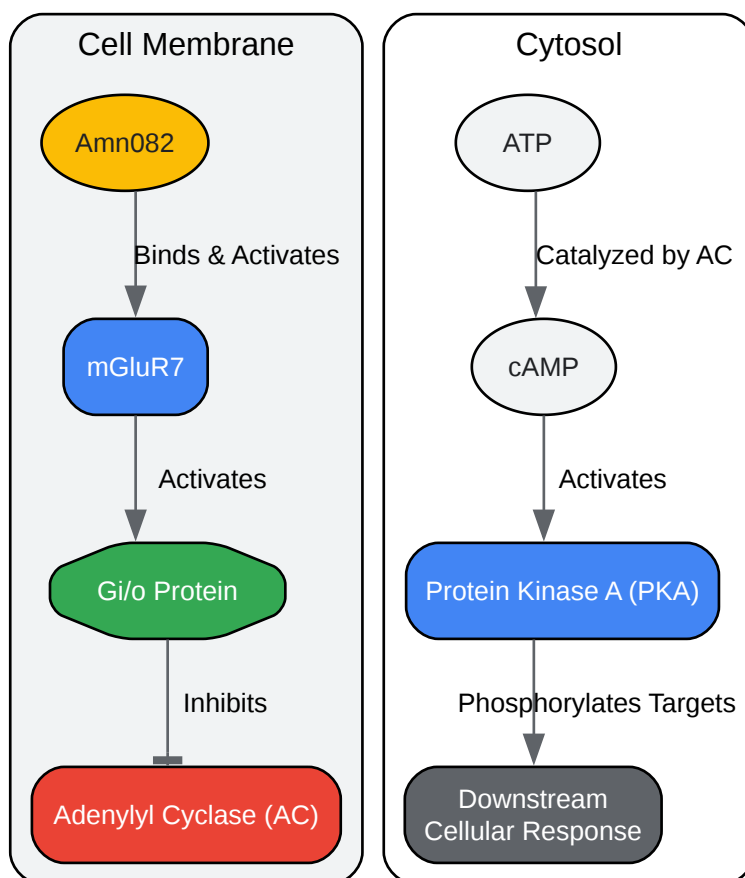 Cell Membrane
Amn082
Binds & Activates
mGluR7
Activates
Gi/o Protein
Inhibits
Adenylyl Cyclase (AC)
Cytosol
ATP
Catalyzed by AC
cAMP
Activates
Protein Kinase A (PKA)
Phosphorylates Targets
Downstream
Cellular Response